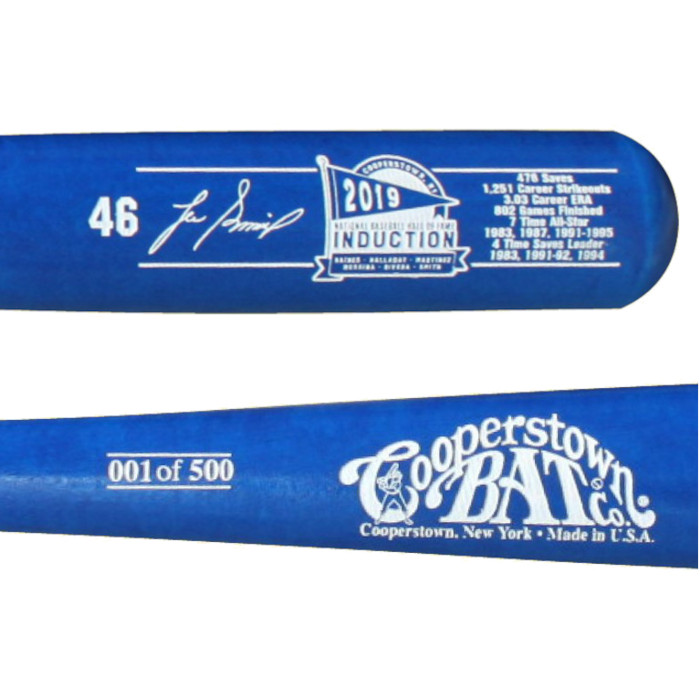 46
Lee Smith
COOPERSTOWN, NY
2019
NATIONAL BASEBALL HALL OF FAME
INDUCTION
BAINES · HALLADAY · MARTINEZ
MUSSINA · RIVERA · SMITH
478 Saves
1,251 Career Strikeouts
3.03 Career ERA
802 Games Finished
7 Time All-Star
1983, 1987, 1991-1995
4 Time Saves Leader
1983, 1991-92, 1994
001 of 500
Cooperstown
BAT & Co.
Cooperstown, New York • Made in U.S.A.